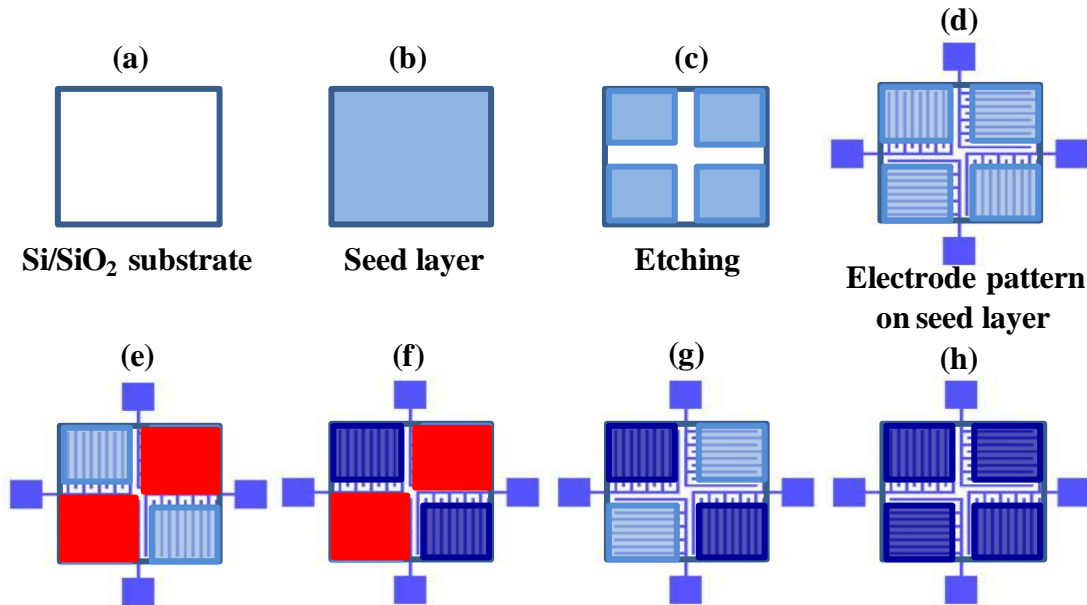 (a)
(b)
(c)
(d)
Si/SiO₂ substrate
Seed layer
Etching
Electrode pattern
on seed layer
(e)
(f)
(g)
(h)